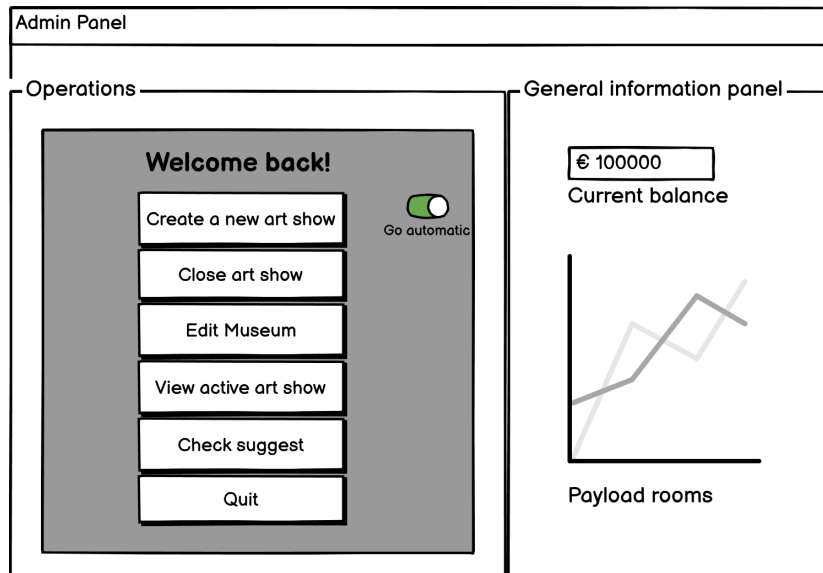 Admin Panel
Operations
Welcome back!
Create a new art show
Go automatic
Close art show
Edit Museum
View active art show
Check suggest
Quit
General information panel
€ 100000
Current balance
Payload rooms